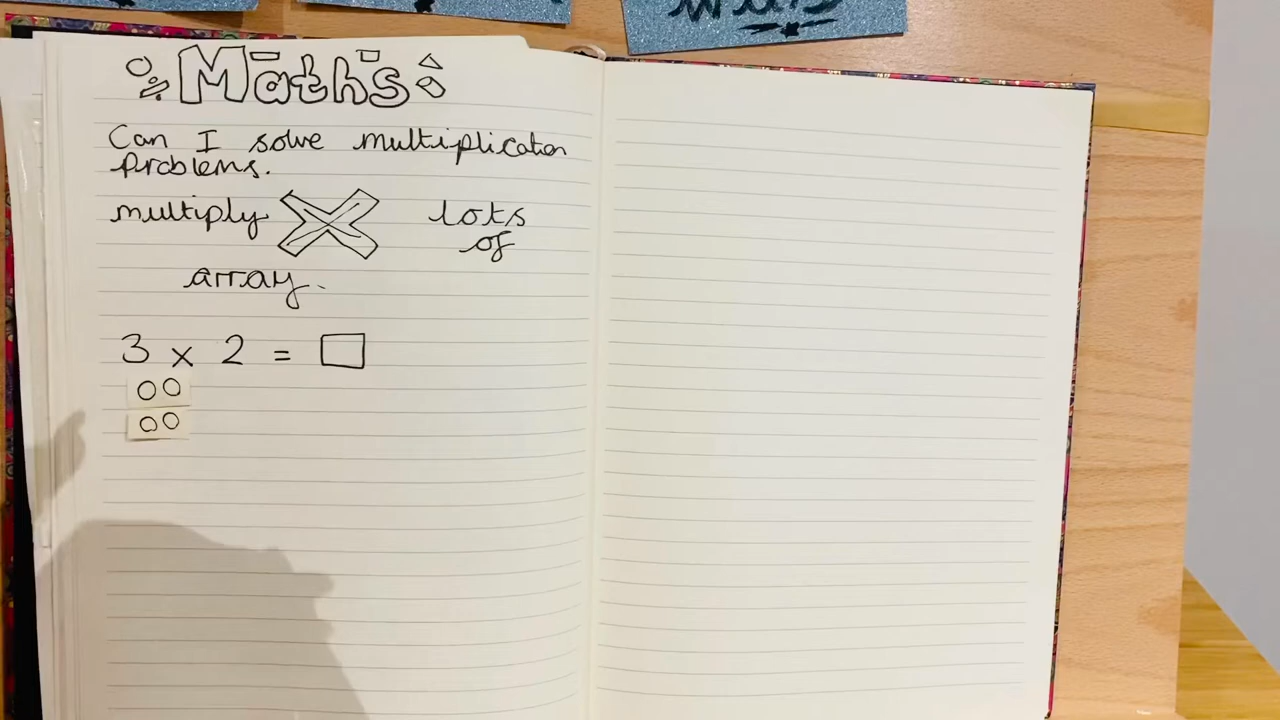 Maths
Can I solve multiplication
problems.
multiply × lots
of
array.
3 x 2 = □